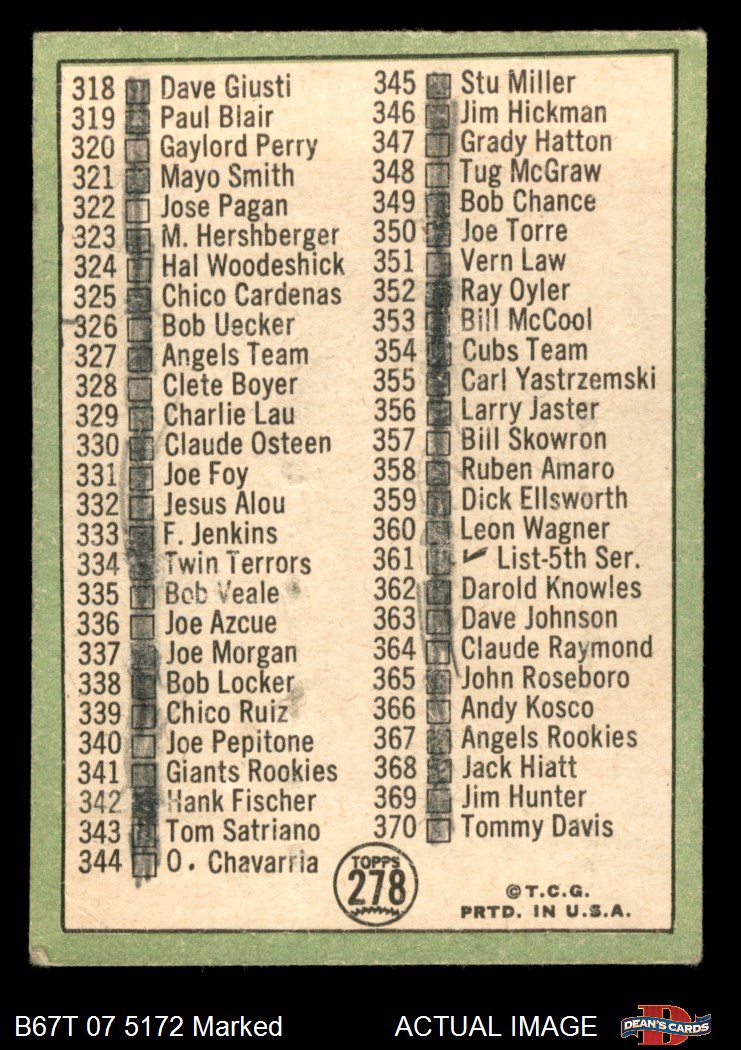 318 Dave Giusti
319 Paul Blair
320 Gaylord Perry
321 Mayo Smith
322 Jose Pagan
323 M. Hershberger
324 Hal Woodeshick
325 Chico Cardenas
326 Bob Uecker
327 Angels Team
328 Clete Boyer
329 Charlie Lau
330 Claude Osteen
331 Joe Foy
332 Jesus Alou
333 F. Jenkins
334 Twin Terrors
335 Bob Veale
336 Joe Azcue
337 Joe Morgan
338 Bob Locker
339 Chico Ruiz
340 Joe Pepitone
341 Giants Rookies
342 Hank Fischer
343 Tom Satriano
344 O. Chavarria
345 Stu Miller
346 Jim Hickman
347 Grady Hatton
348 Tug McGraw
349 Bob Chance
350 Joe Torre
351 Vern Law
352 Ray Oyler
353 Bill McCool
354 Cubs Team
355 Carl Yastrzemski
356 Larry Jaster
357 Bill Skowron
358 Ruben Amaro
359 Dick Ellsworth
360 Leon Wagner
361 ✓ List-5th Ser.
362 Darold Knowles
363 Dave Johnson
364 Claude Raymond
365 John Roseboro
366 Andy Kosco
367 Angels Rookies
368 Jack Hiatt
369 Jim Hunter
370 Tommy Davis
TOPPS
278
©T.C.G.
PRTD. IN U.S.A.
B67T 07 5172 Marked
ACTUAL IMAGE
D
DEAN'S CARDS